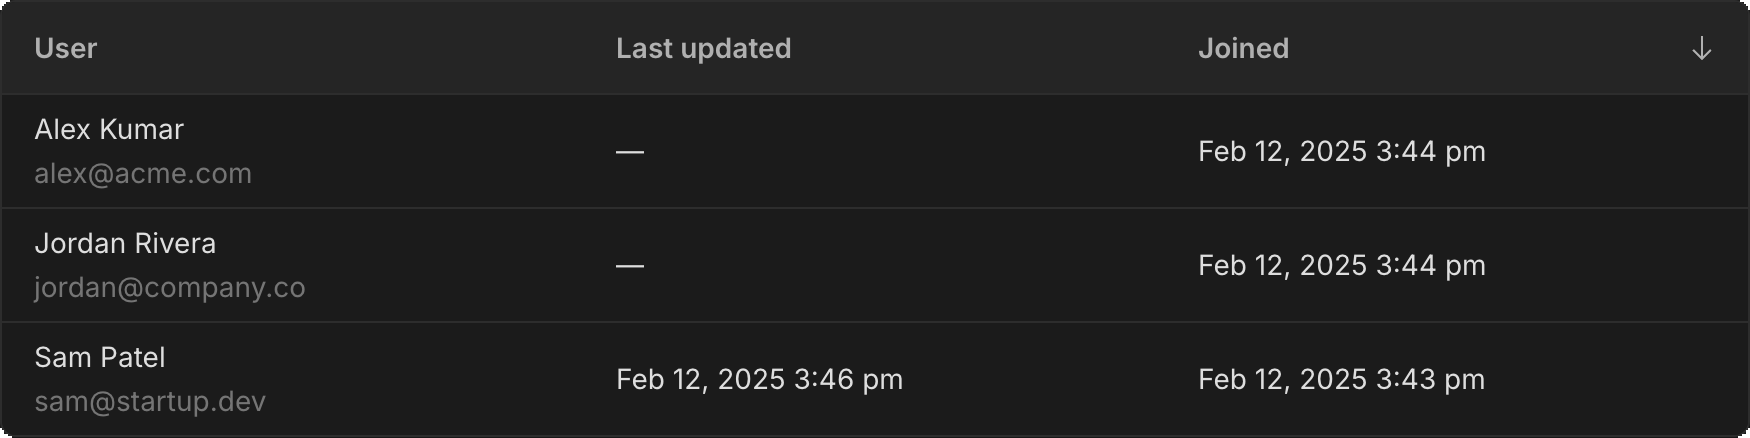 User Last updated Joined ↓
Alex Kumar
alex@acme.com
— Feb 12, 2025 3:44 pm
Jordan Rivera
jordan@company.co
— Feb 12, 2025 3:44 pm
Sam Patel
sam@startup.dev
Feb 12, 2025 3:46 pm Feb 12, 2025 3:43 pm